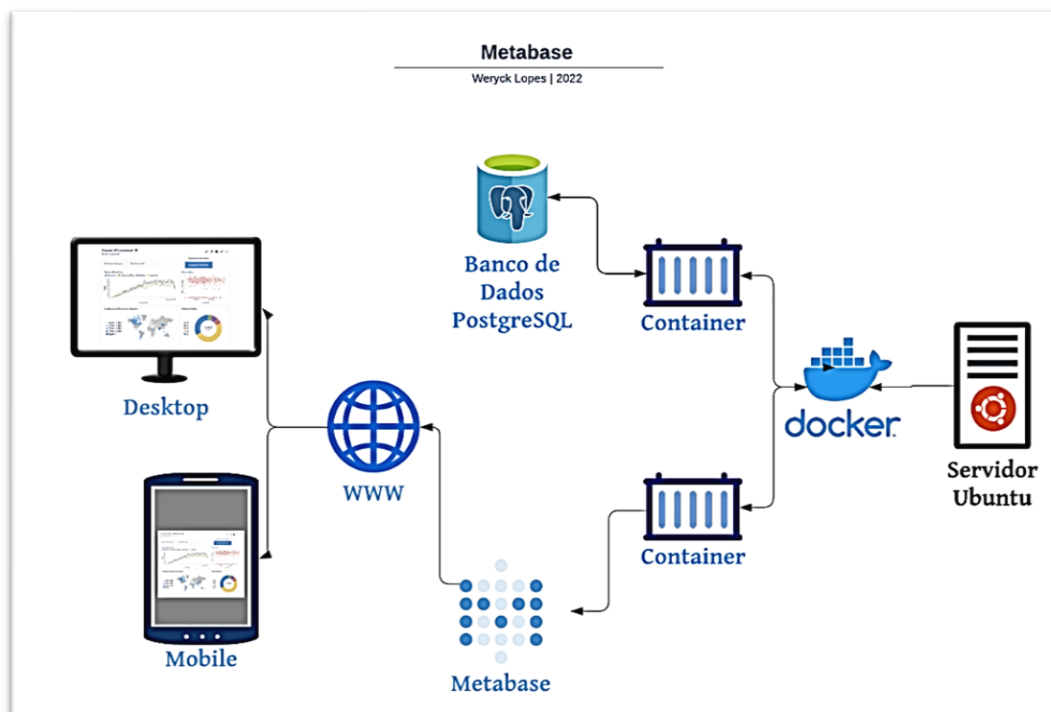 Metabase
Weryck Lopes | 2022
Banco de
Dados
PostgreSQL
Container
Desktop
docker
Servidor
Ubuntu
WWW
Container
Mobile
Metabase